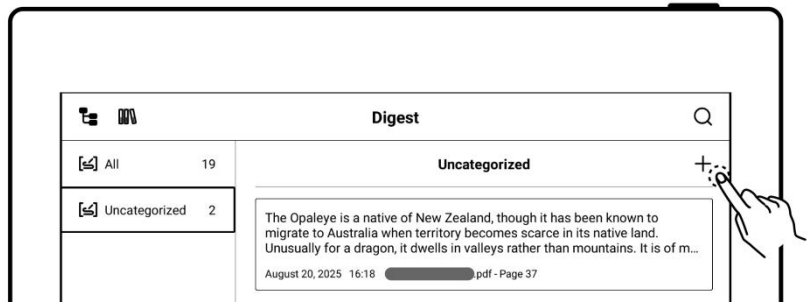 Digest
All 19
Uncategorized 2
Uncategorized
The Opaleye is a native of New Zealand, though it has been known to
migrate to Australia when territory becomes scarce in its native land.
Unusually for a dragon, it dwells in valleys rather than mountains. It is of m...
August 20, 2025 16:18 .pdf - Page 37